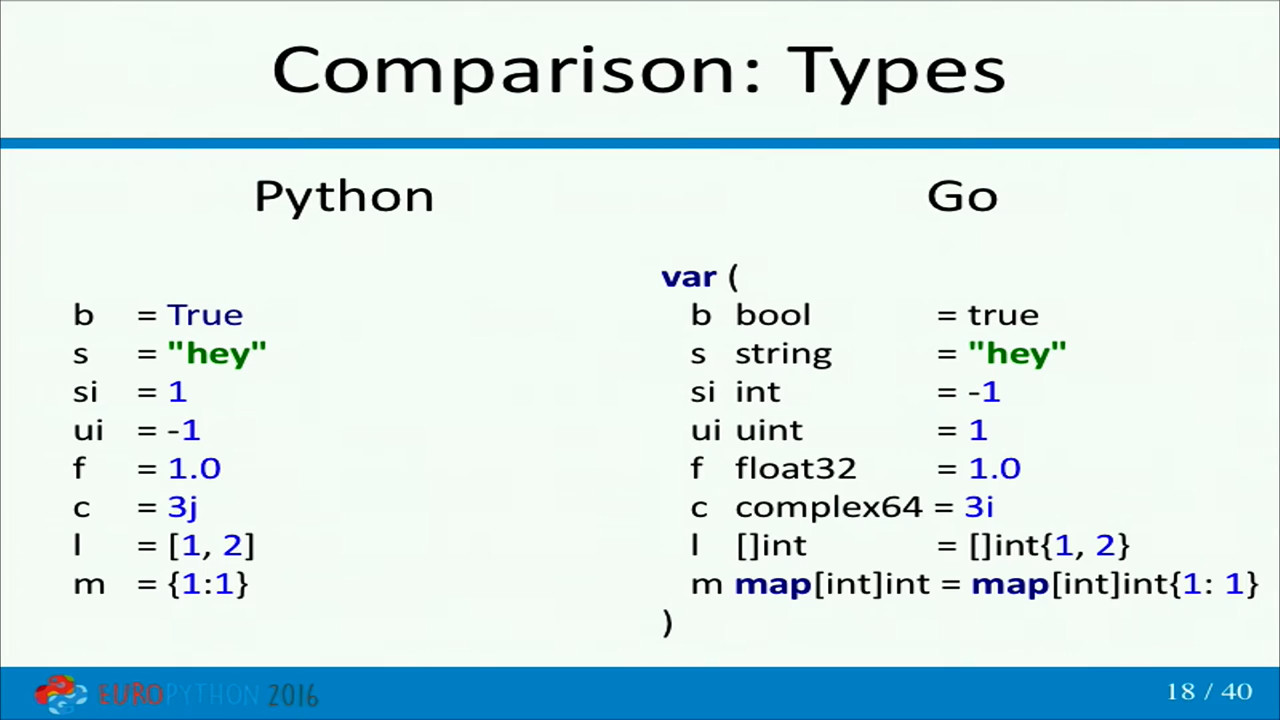 Comparison: Types
Python
b = True
s = "hey"
si = 1
ui = -1
f = 1.0
c = 3j
l = [1, 2]
m = {1:1}
Go
var (
b bool = true
s string = "hey"
si int = -1
ui uint = 1
f float32 = 1.0
c complex64 = 3i
l []int = []int{1, 2}
m map[int]int = map[int]int{1: 1}
)
EUROPYTHON 2016
18 / 40